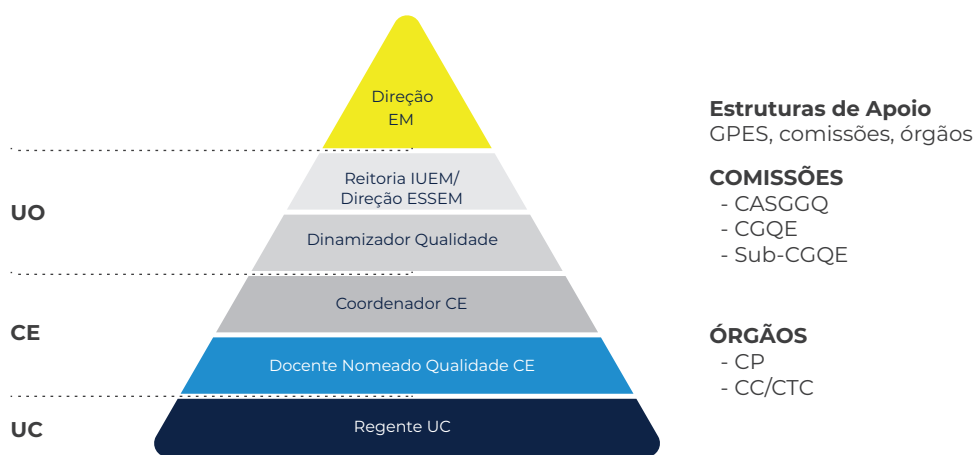 Direção
EM
Reitoria IUEM/
Direção ESSEM
UO
Dinamizador Qualidade
Coordenador CE
CE
Docente Nomeado Qualidade CE
UC
Regente UC
Estruturas de Apoio
GPES, comissões, órgãos
COMISSÕES
- CASGGQ
- CGQE
- Sub-CGQE
ÓRGÃOS
- CP
- CC/CTC